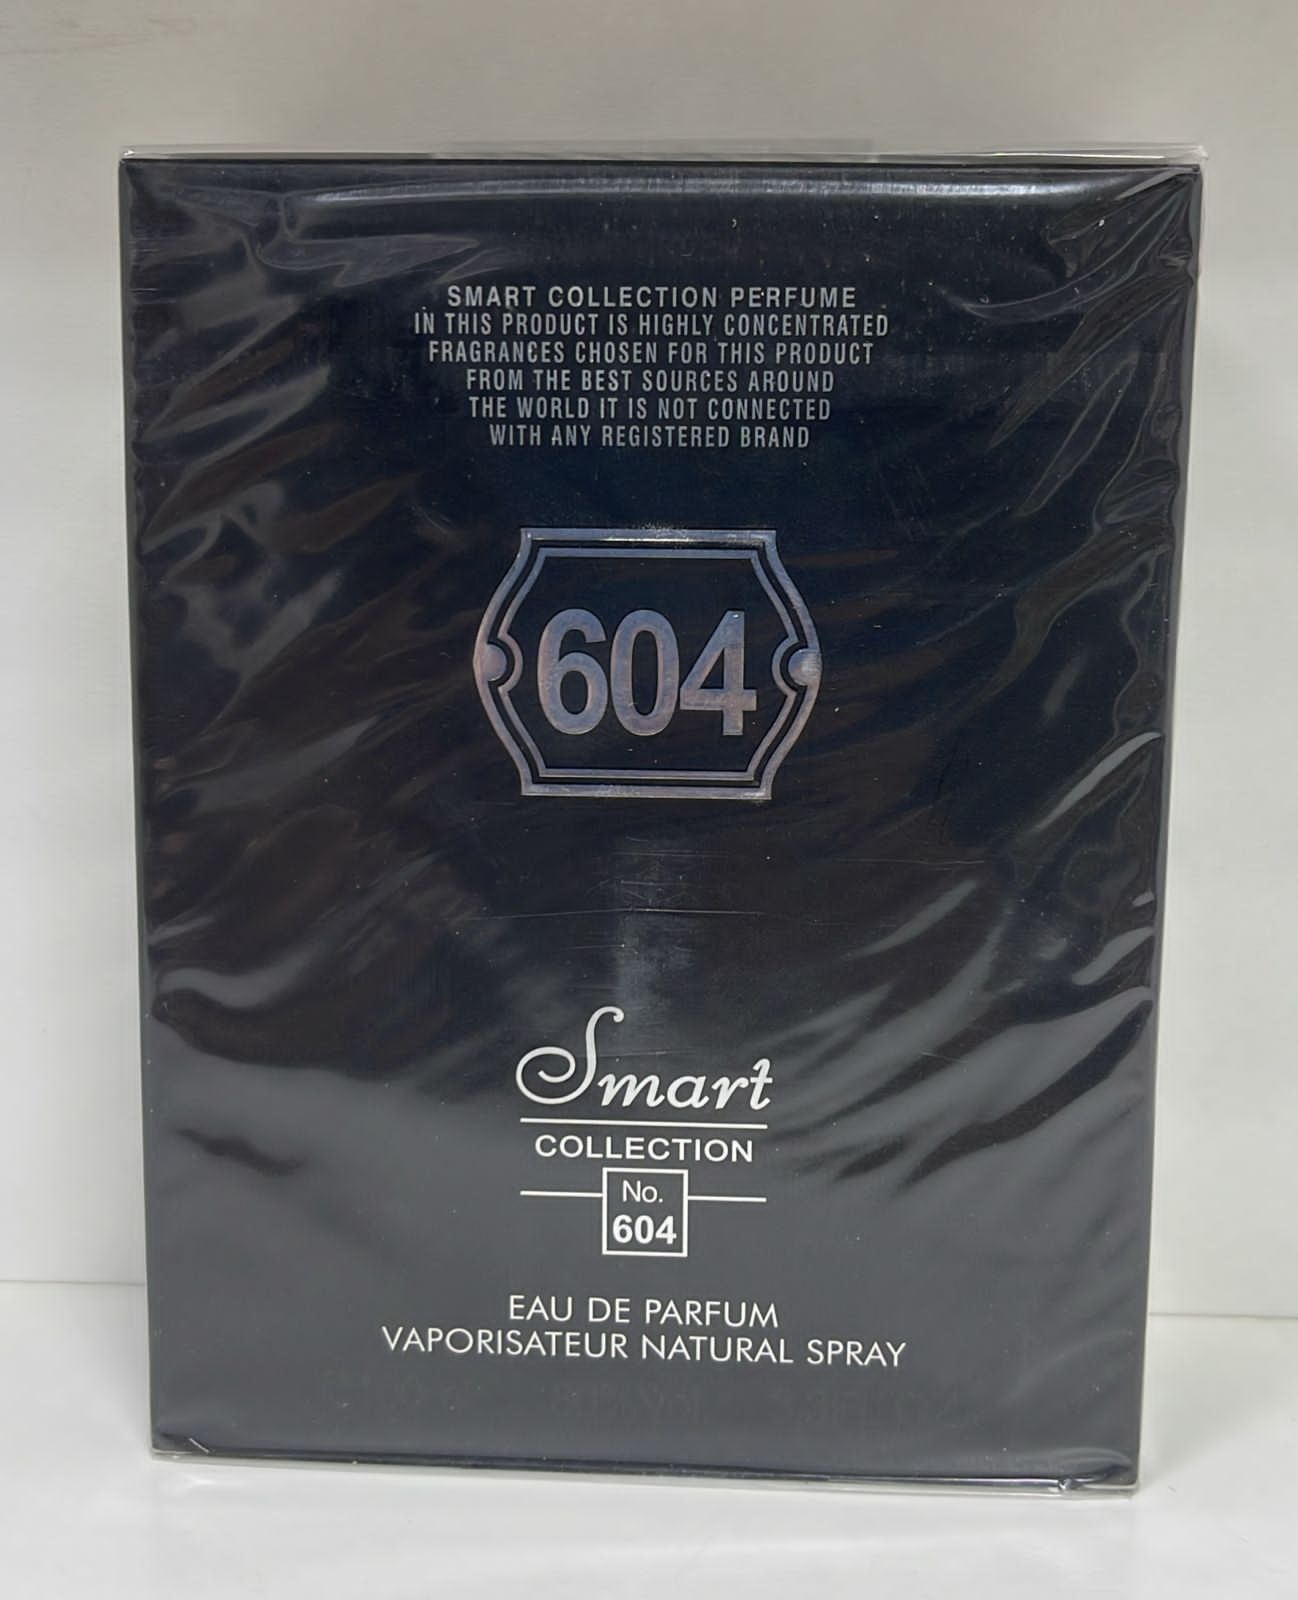 SMART COLLECTION PERFUME
IN THIS PRODUCT IS HIGHLY CONCENTRATED
FRAGRANCES CHOSEN FOR THIS PRODUCT
FROM THE BEST SOURCES AROUND
THE WORLD IT IS NOT CONNECTED
WITH ANY REGISTERED BRAND
604
Smart
COLLECTION
No.
604
EAU DE PARFUM
VAPORISATEUR NATURAL SPRAY